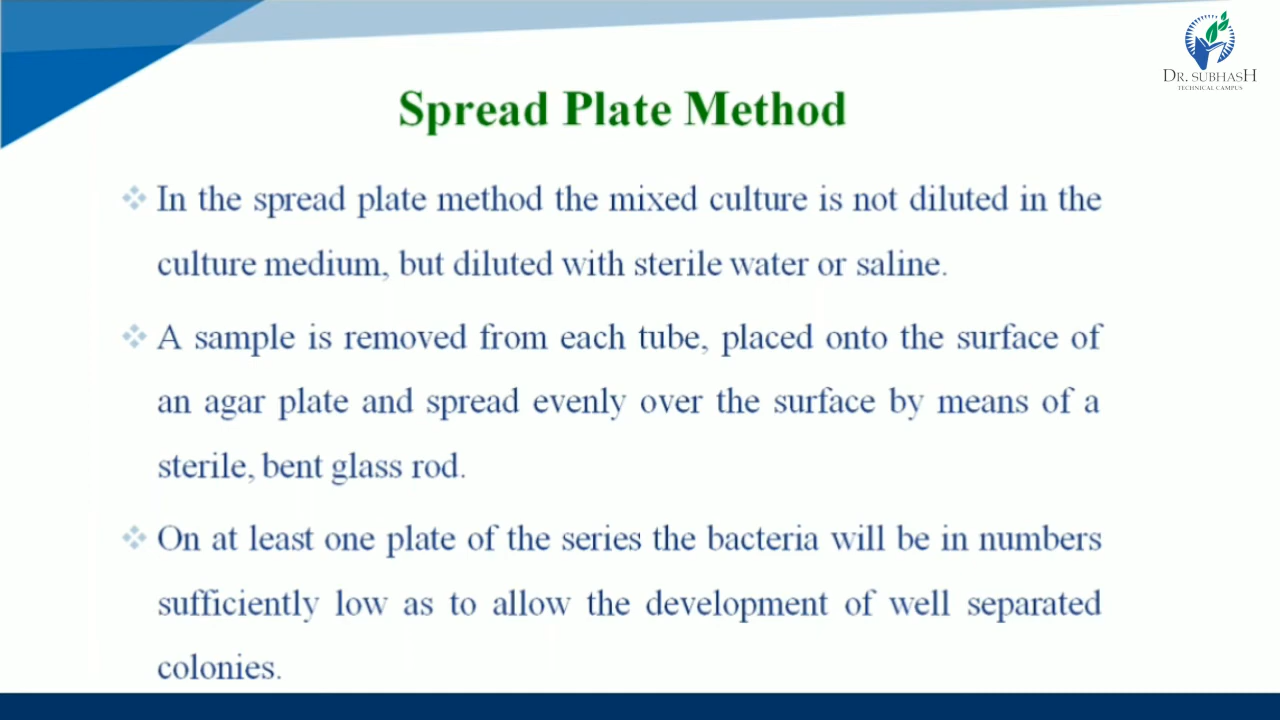 DR. SUBHASH
TECHNICAL CAMPUS
Spread Plate Method
In the spread plate method the mixed culture is not diluted in the
culture medium, but diluted with sterile water or saline.
A sample is removed from each tube, placed onto the surface of
an agar plate and spread evenly over the surface by means of a
sterile, bent glass rod.
On at least one plate of the series the bacteria will be in numbers
sufficiently low as to allow the development of well separated
colonies.